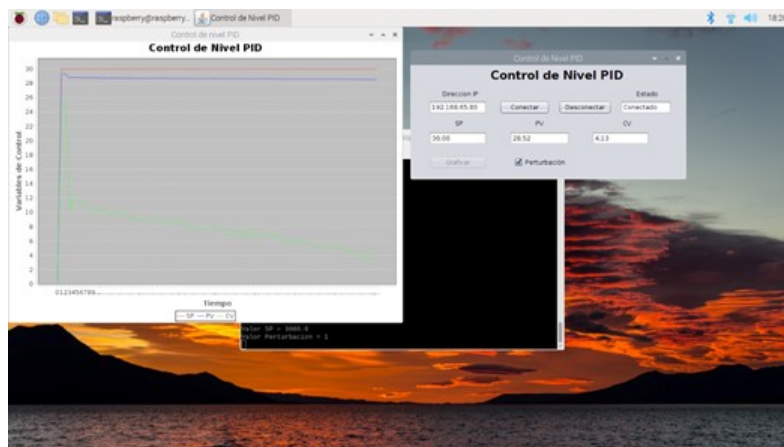 raspberry@raspberry...
Control de Nivel PID
18:26
Control de nivel PID
Control de Nivel PID
Variables de Control
30
28
26
24
22
20
18
16
14
12
10
8
6
4
2
0
0123456789...
Tiempo
SP PV CV
Control de Nivel PID
Control de Nivel PID
Direccion IP
Estado
192.168.65.80
Conectar
Desconectar
Conectado
SP
PV
CV
30.00
28.52
4.13
Graficar
Perturbación
Valor SP = 3000.0
Valor Perturbacion = 1